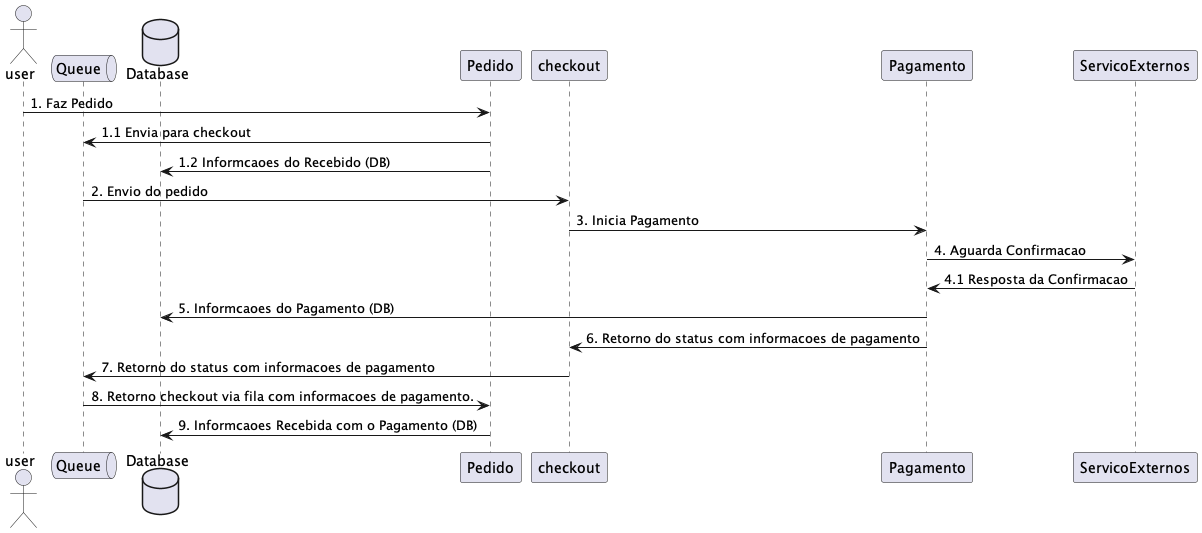 user
Queue
Database
Pedido
checkout
Pagamento
ServicoExternos
1. Faz Pedido
1.1 Envia para checkout
1.2 Informcaoes do Recebido (DB)
2. Envio do pedido
3. Inicia Pagamento
4. Aguarda Confirmacao
4.1 Resposta da Confirmacao
5. Informcaoes do Pagamento (DB)
6. Retorno do status com informacoes de pagamento
7. Retorno do status com informacoes de pagamento
8. Retorno checkout via fila com informacoes de pagamento.
9. Informcaoes Recebida com o Pagamento (DB)
user
Queue
Database
Pedido
checkout
Pagamento
ServicoExternos